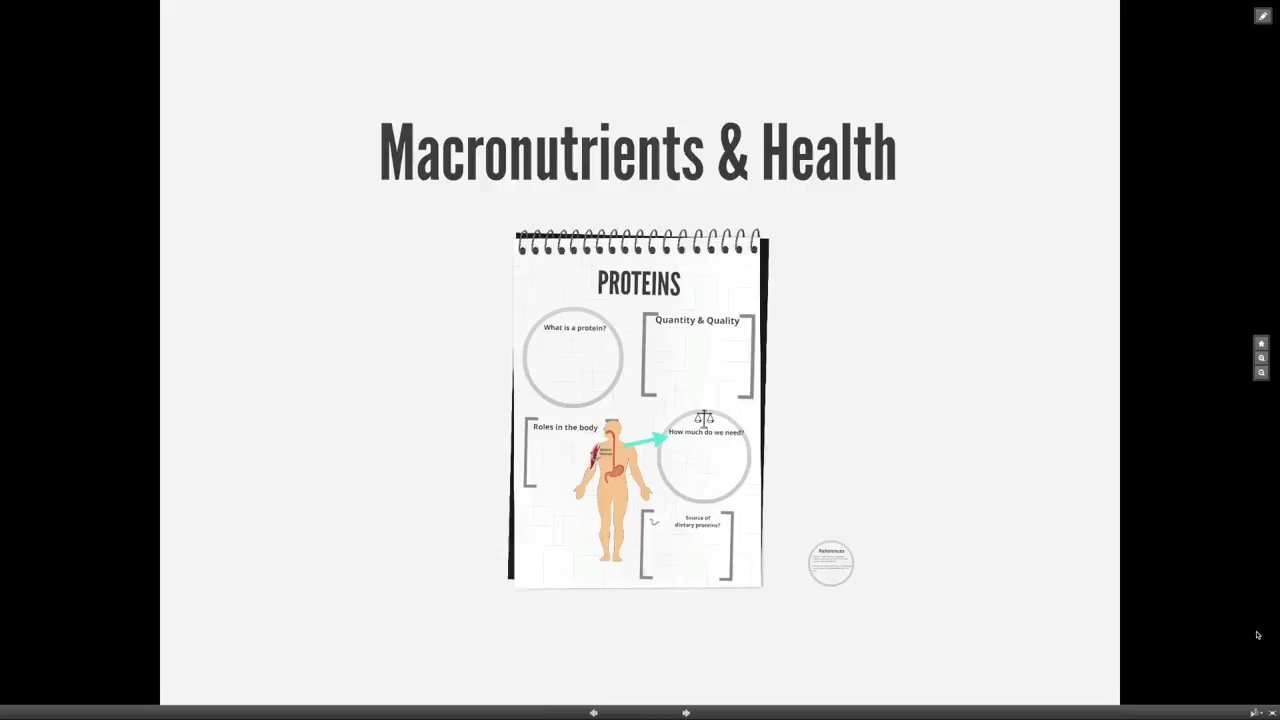 Macronutrients & Health
PROTEINS
What is a protein?
Quantity & Quality
Roles in the body
How much do we need?
Source of
dietary proteins?
References